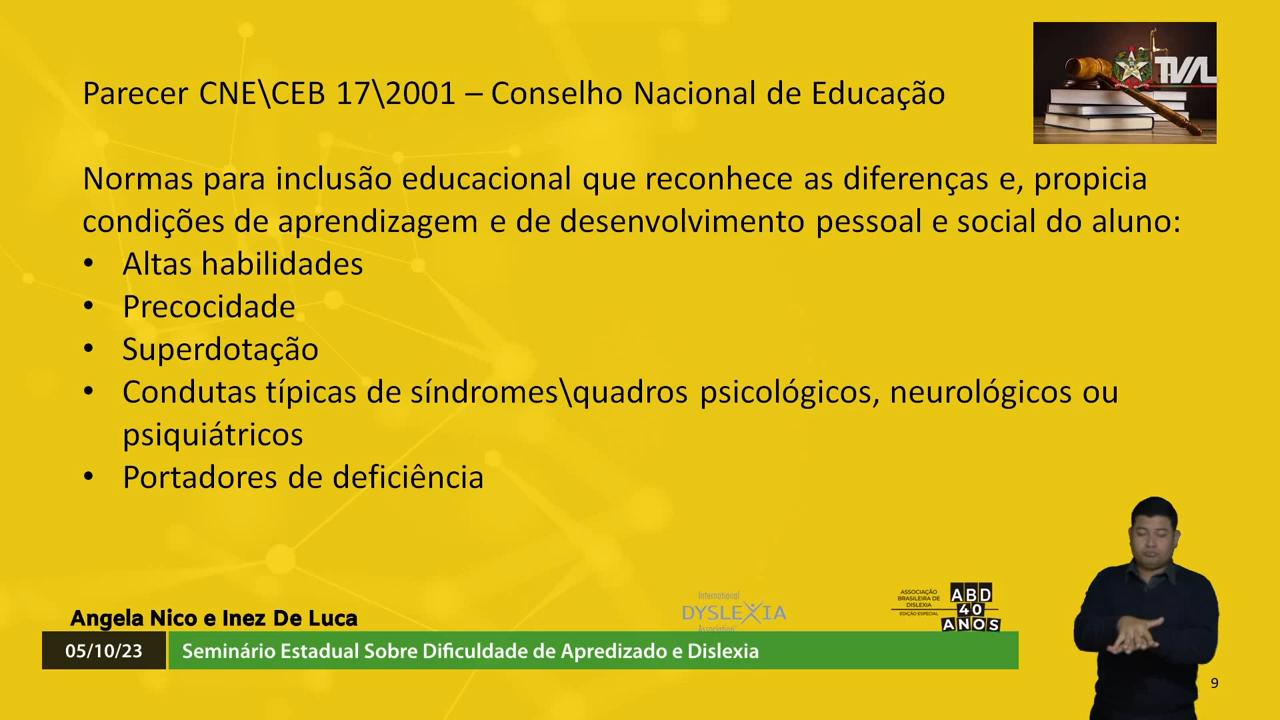 Parecer CNE\CEB 17\2001 – Conselho Nacional de Educação
TVAL
Normas para inclusão educacional que reconhece as diferenças e, propicia
condições de aprendizagem e de desenvolvimento pessoal e social do aluno:
• Altas habilidades
• Precocidade
• Superdotação
• Condutas típicas de síndromes\quadros psicológicos, neurológicos ou
psiquiátricos
• Portadores de deficiência
Angela Nico e Inez De Luca
International
DYSLEXIA
Association
ASSOCIAÇÃO
BRASILEIRA DE
DISLEXIA
EDIÇÃO ESPECIAL
ABD
40
ANOS
05/10/23
Seminário Estadual Sobre Dificuldade de Apredizado e Dislexia
9